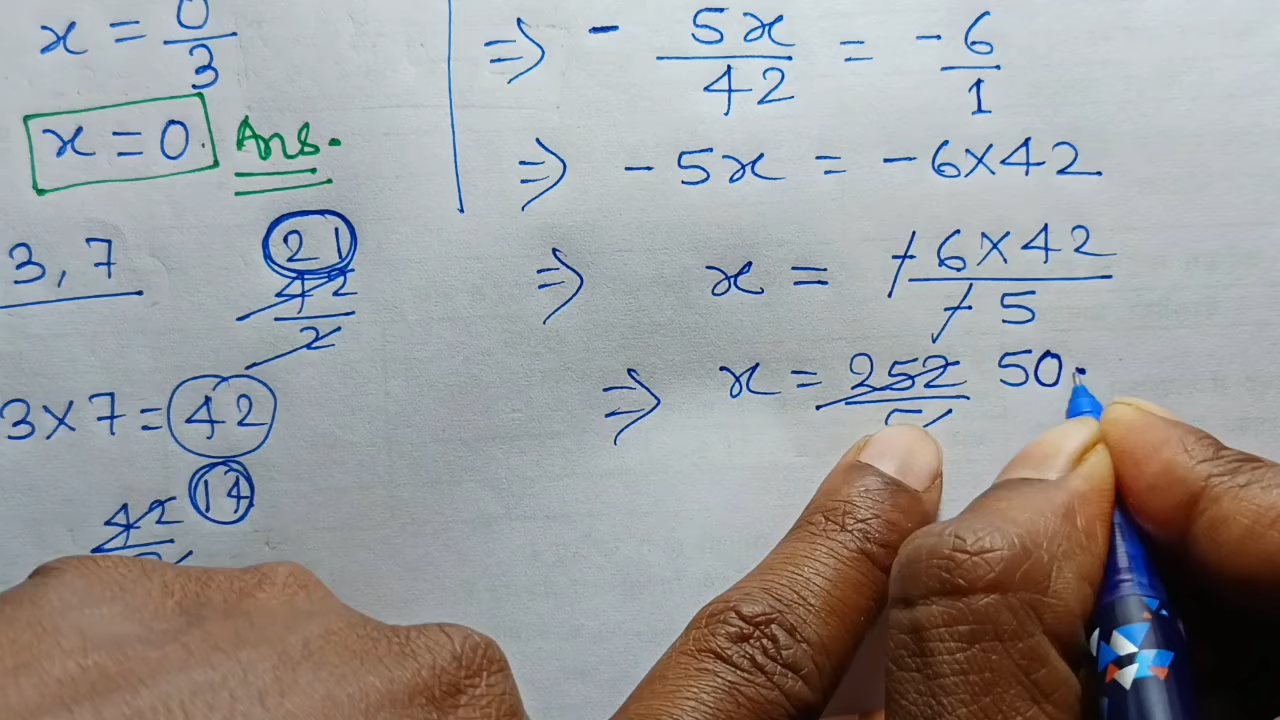 x = 0/3
x = 0. Ans.
3, 7
21
42/2
3 × 7 = 42
14
42
⇒ - 5x/42 = -6/1
⇒ -5x = -6×42
⇒ x = -6×42/-5
⇒ x = 252/5 50.